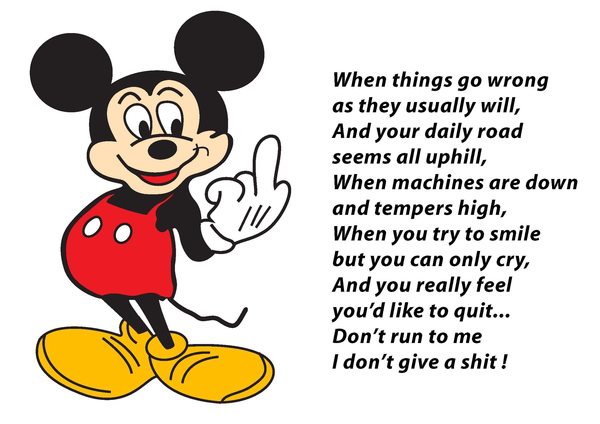 When things go wrong
as they usually will,
And your daily road
seems all uphill,
When machines are down
and tempers high,
When you try to smile
but you can only cry,
And you really feel
you’d like to quit...
Don’t run to me
I don’t give a shit !